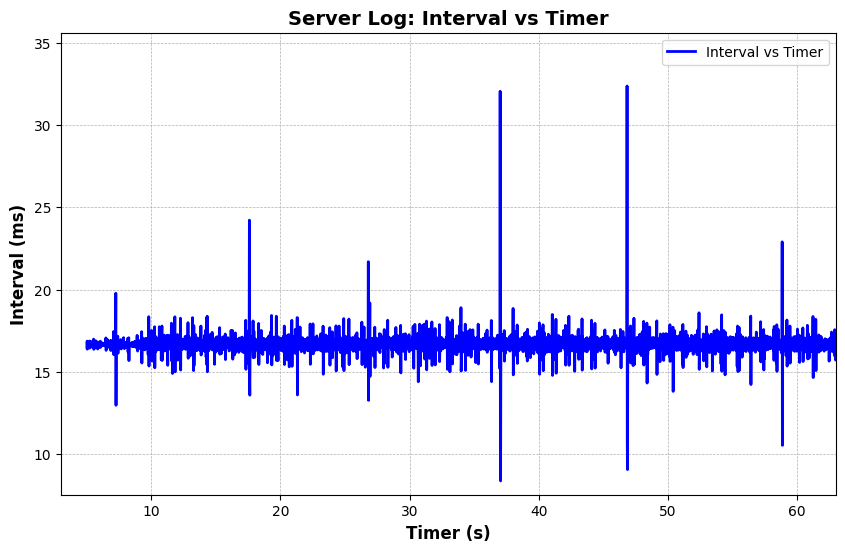 Server Log: Interval vs Timer
Interval vs Timer
35
30
25
20
15
10
Interval (ms)
10 20 30 40 50 60
Timer (s)